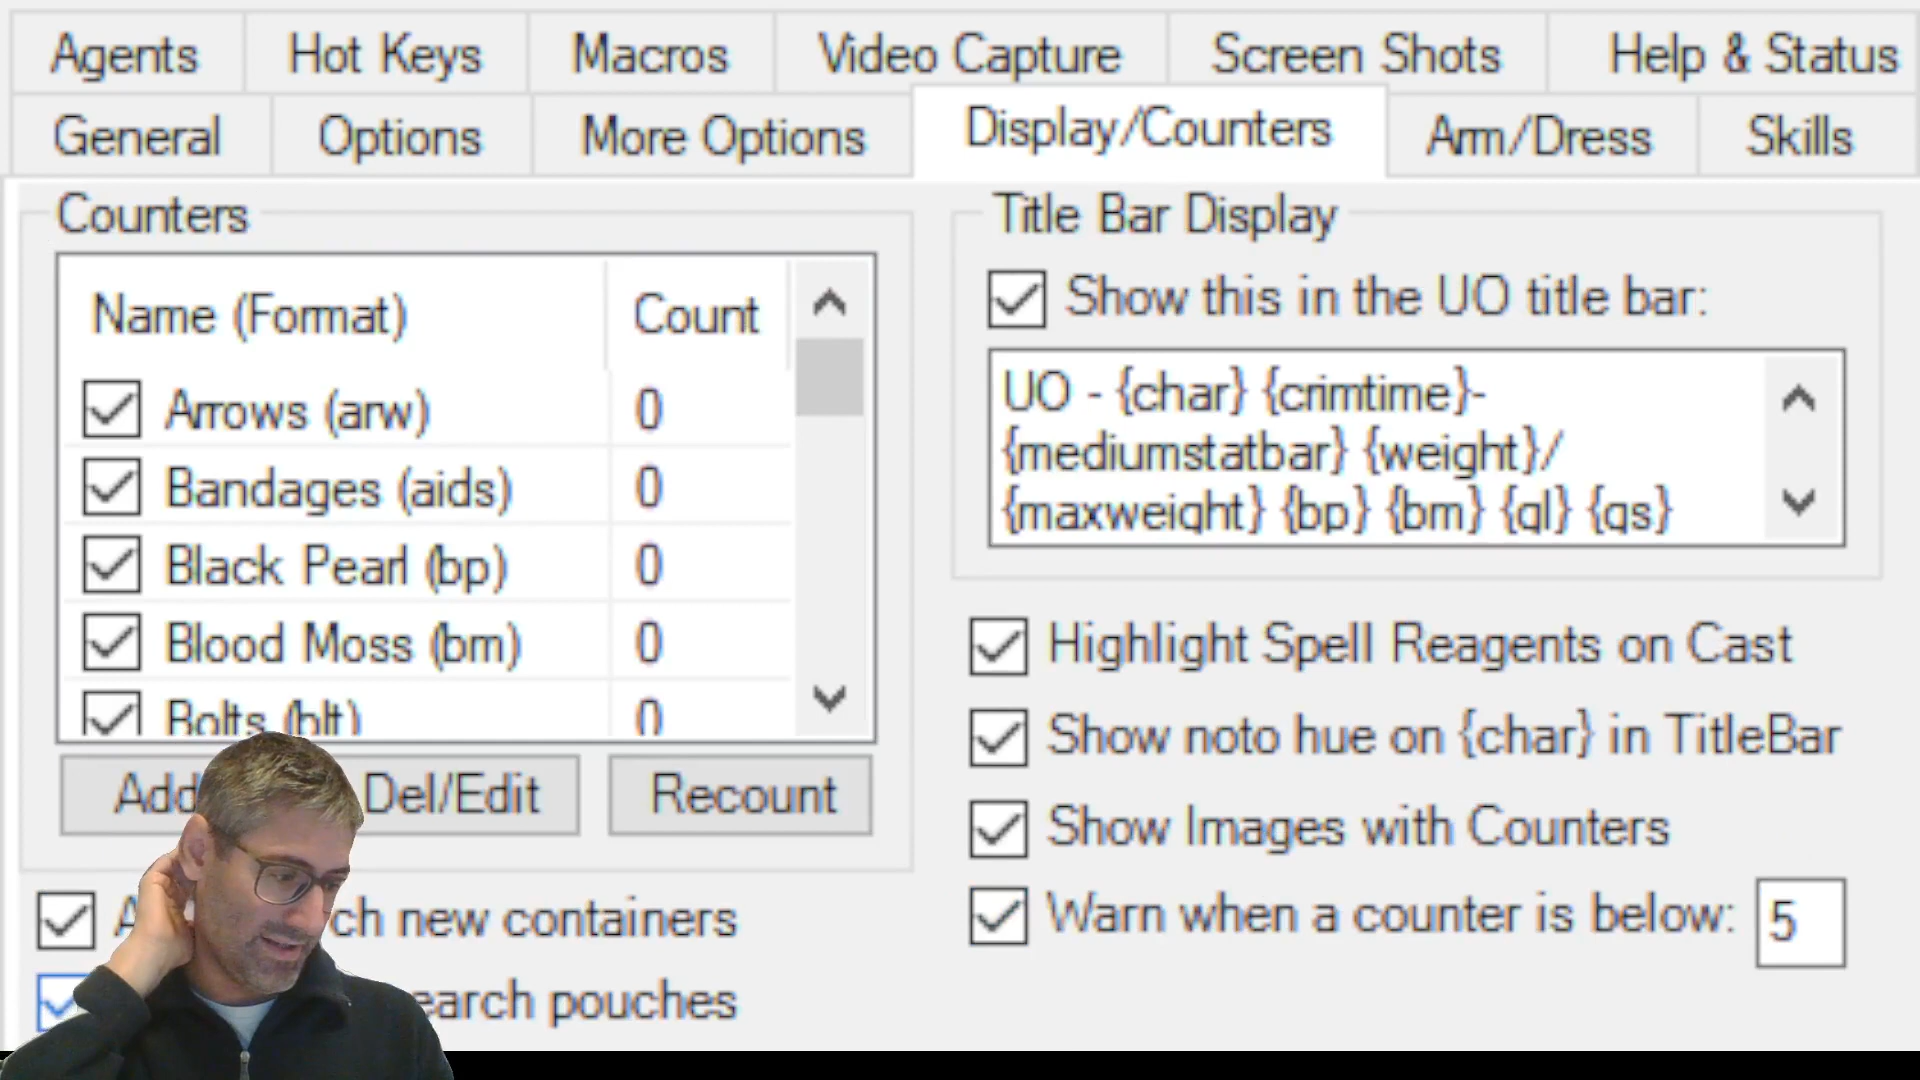 Agents Hot Keys Macros Video Capture Screen Shots Help & Status
General Options More Options Display/Counters Arm/Dress Skills
Counters
Name (Format) Count
Arrows (arw) 0
Bandages (aids) 0
Black Pearl (bp) 0
Blood Moss (bm) 0
Bolts (blt) 0
Add Del/Edit Recount
new containers
pouches
Title Bar Display
Show this in the UO title bar:
UO - {char} {crimtime}-
{mediumstatbar} {weight}/
{maxweight} {bp} {bm} {gl} {gs}
Highlight Spell Reagents on Cast
Show noto hue on {char} in TitleBar
Show Images with Counters
Warn when a counter is below: 5